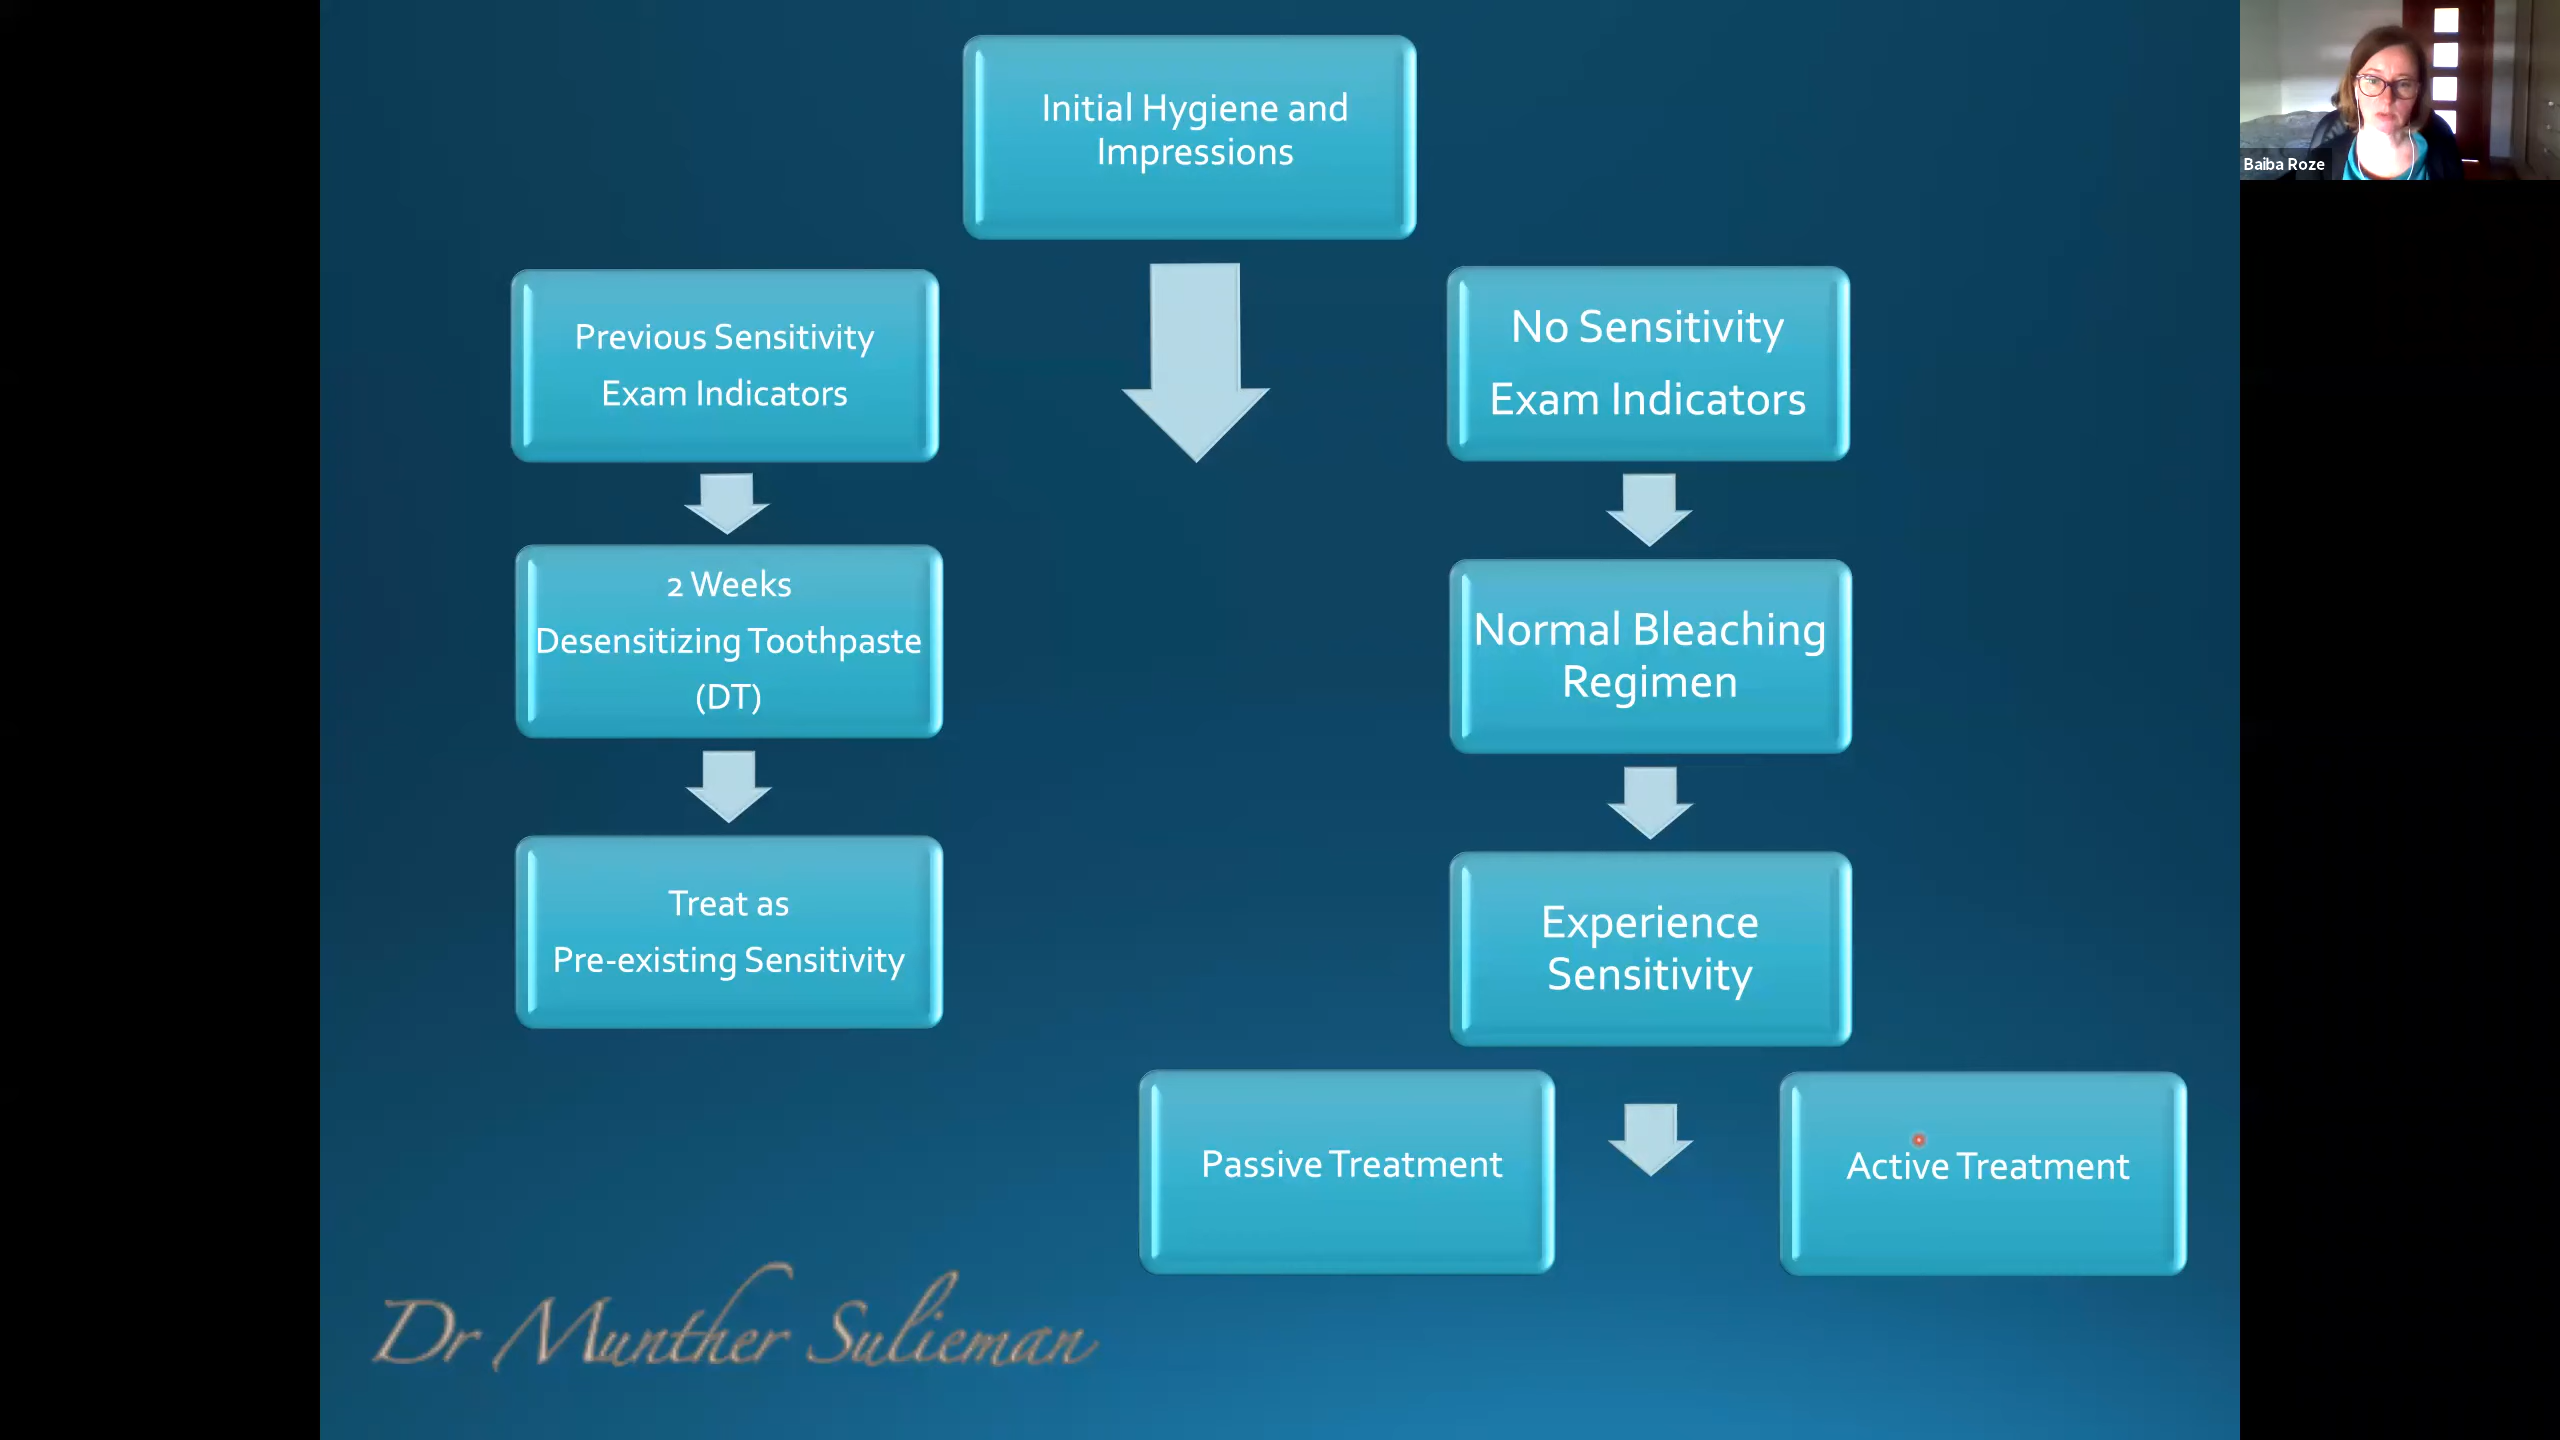 Initial Hygiene and
Impressions
Baiba Roze
Previous Sensitivity
Exam Indicators
No Sensitivity
Exam Indicators
2 Weeks
Desensitizing Toothpaste
(DT)
Normal Bleaching
Regimen
Treat as
Pre-existing Sensitivity
Experience
Sensitivity
Passive Treatment
Active Treatment
Dr Munther Sulieman